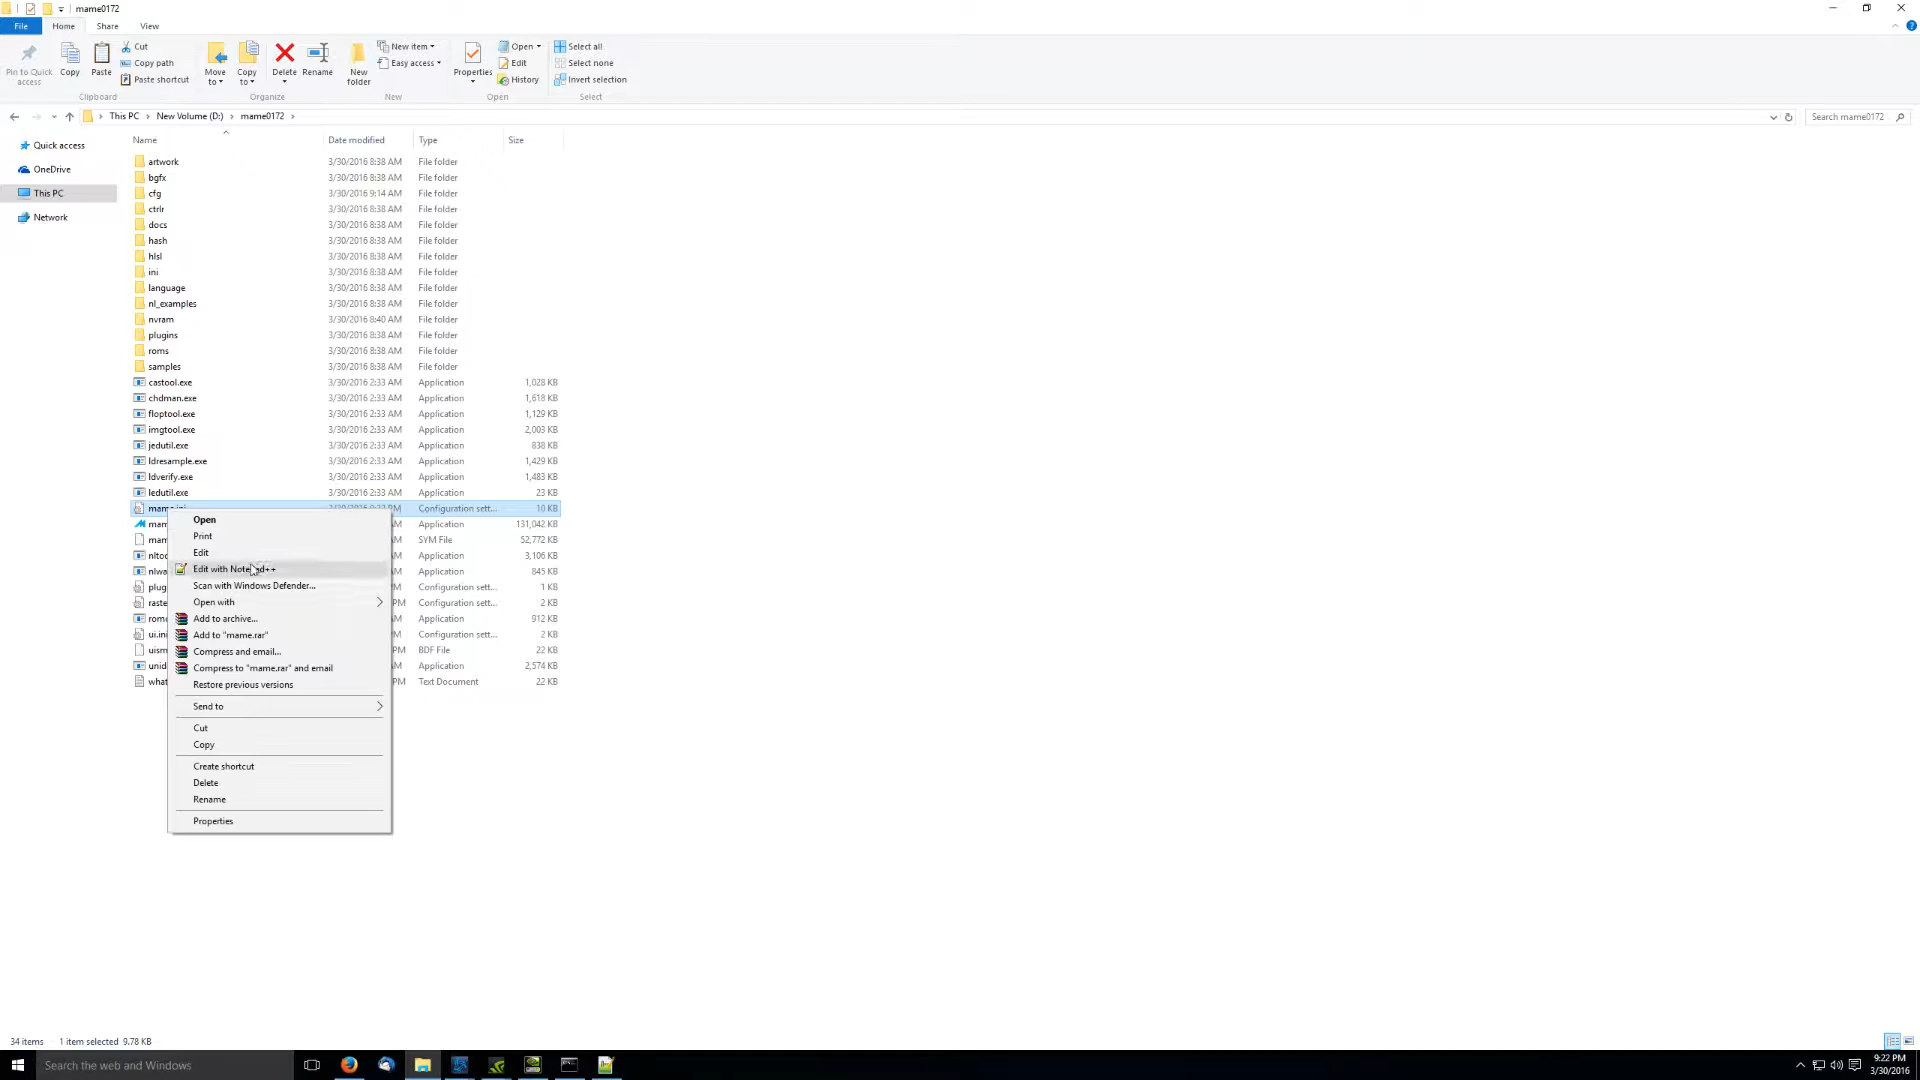 mame0172
File Home Share View
Pin to Quick access
Copy
Paste
Cut
Copy path
Paste shortcut
Clipboard
Move to
Copy to
Delete
Rename
Organize
New folder
New item
Easy access
New
Properties
Open
Edit
History
Open
Select all
Select none
Invert selection
Select
This PC > New Volume (D:) > mame0172 >
Search mame0172
Quick access
OneDrive
This PC
Network
Name Date modified Type Size
artwork 3/30/2016 8:38 AM File folder
bgfx 3/30/2016 8:38 AM File folder
cfg 3/30/2016 9:14 AM File folder
ctrlr 3/30/2016 8:38 AM File folder
docs 3/30/2016 8:38 AM File folder
hash 3/30/2016 8:38 AM File folder
hlsl 3/30/2016 8:38 AM File folder
ini 3/30/2016 8:38 AM File folder
language 3/30/2016 8:38 AM File folder
nl_examples 3/30/2016 8:38 AM File folder
nvram 3/30/2016 8:40 AM File folder
plugins 3/30/2016 8:38 AM File folder
roms 3/30/2016 8:38 AM File folder
samples 3/30/2016 8:38 AM File folder
castool.exe 3/30/2016 2:33 AM Application 1,028 KB
chdman.exe 3/30/2016 2:33 AM Application 1,618 KB
floptool.exe 3/30/2016 2:33 AM Application 1,129 KB
imgtool.exe 3/30/2016 2:33 AM Application 2,003 KB
jedutil.exe 3/30/2016 2:33 AM Application 838 KB
ldresample.exe 3/30/2016 2:33 AM Application 1,429 KB
ldverify.exe 3/30/2016 2:33 AM Application 1,483 KB
ledutil.exe 3/30/2016 2:33 AM Application 23 KB
mame.ini Configuration sett... 10 KB
mam M Application 131,042 KB
mam M SYM File 52,772 KB
nltoo M Application 3,106 KB
nlwa M Application 845 KB
plug M Configuration sett... 1 KB
raste PM Configuration sett... 2 KB
romc M Application 912 KB
ui.ini M Configuration sett... 2 KB
uism PM BDF File 22 KB
unid M Application 2,574 KB
what PM Text Document 22 KB
Open
Print
Edit
Edit with Notepad++
Scan with Windows Defender...
Open with
Add to archive...
Add to "mame.rar"
Compress and email...
Compress to "mame.rar" and email
Restore previous versions
Send to
Cut
Copy
Create shortcut
Delete
Rename
Properties
34 items 1 item selected 9.78 KB
Search the web and Windows
9:22 PM
3/30/2016